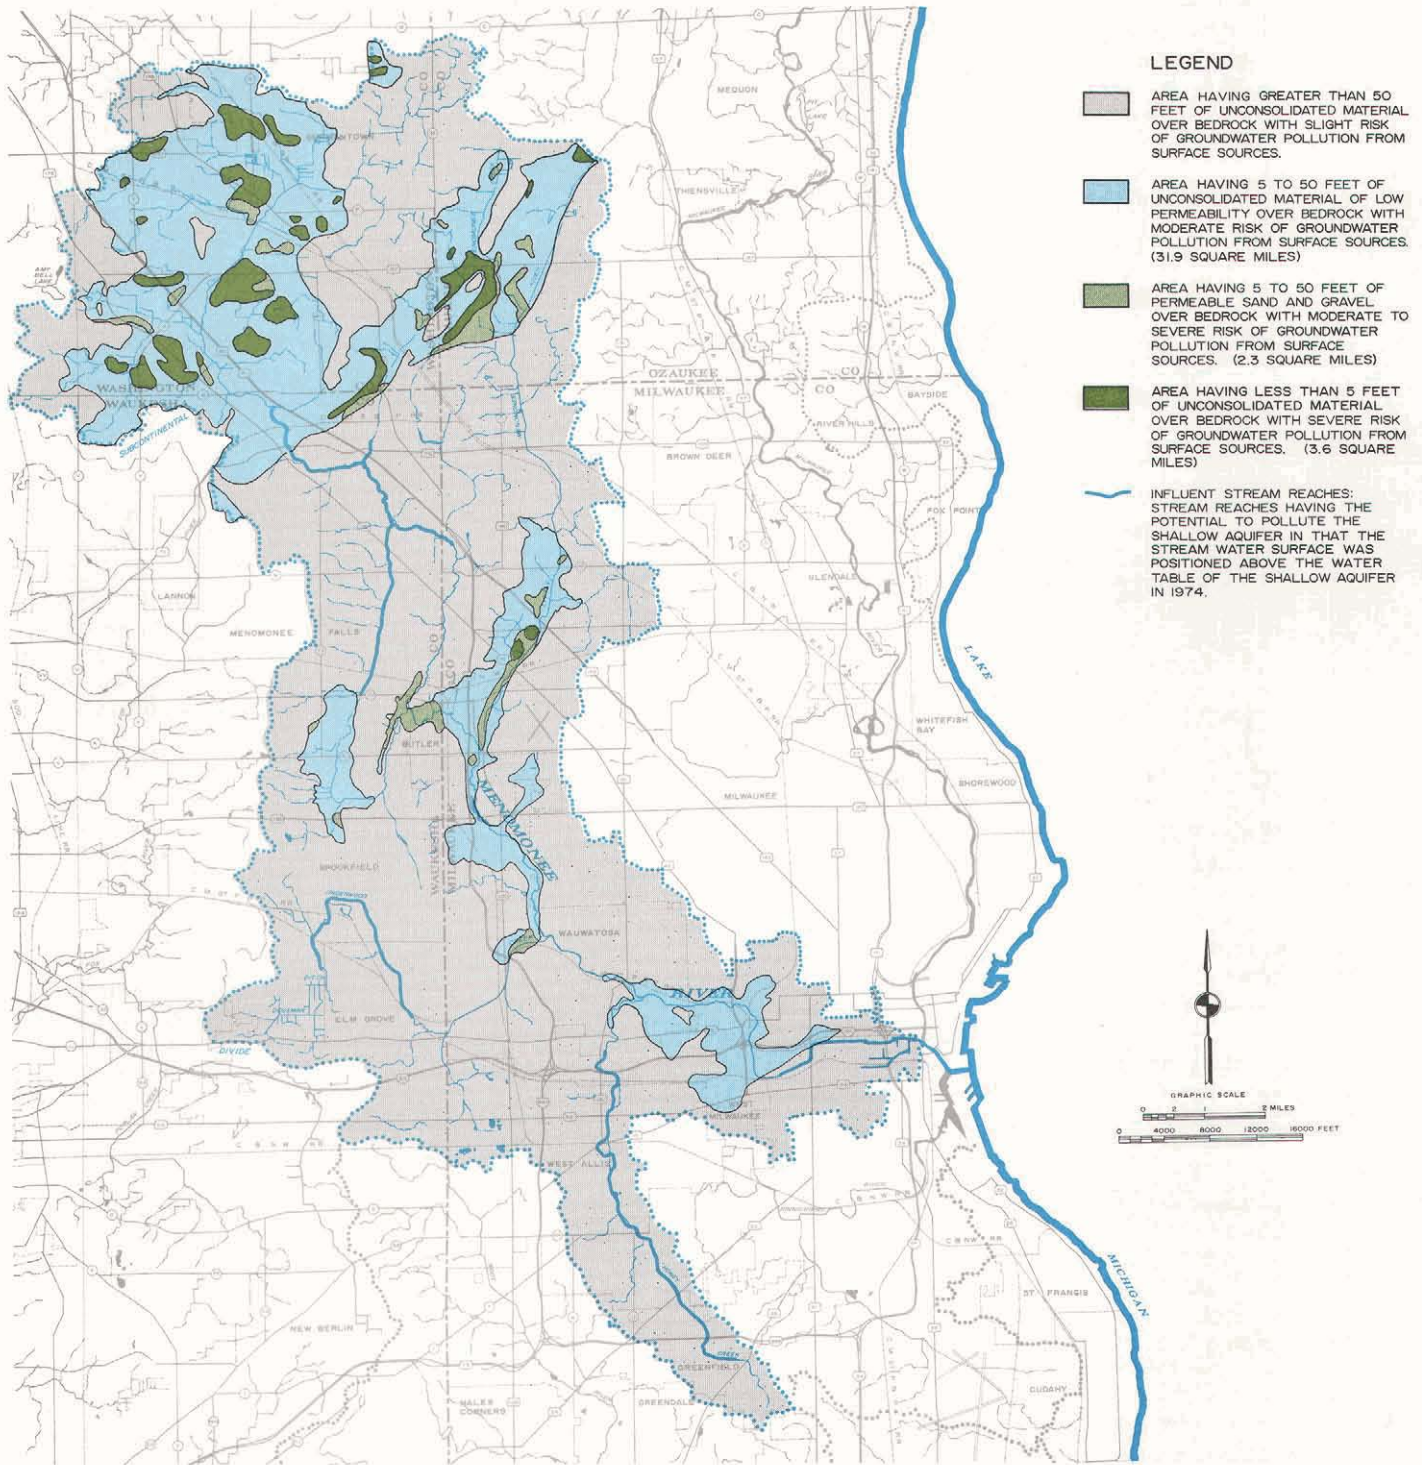 LEGEND
AREA HAVING GREATER THAN 50
FEET OF UNCONSOLIDATED MATERIAL
OVER BEDROCK WITH SLIGHT RISK
OF GROUNDWATER POLLUTION FROM
SURFACE SOURCES.
AREA HAVING 5 TO 50 FEET OF
UNCONSOLIDATED MATERIAL OF LOW
PERMEABILITY OVER BEDROCK WITH
MODERATE RISK OF GROUNDWATER
POLLUTION FROM SURFACE SOURCES.
(31.9 SQUARE MILES)
AREA HAVING 5 TO 50 FEET OF
PERMEABLE SAND AND GRAVEL
OVER BEDROCK WITH MODERATE TO
SEVERE RISK OF GROUNDWATER
POLLUTION FROM SURFACE
SOURCES. (2.3 SQUARE MILES)
AREA HAVING LESS THAN 5 FEET
OF UNCONSOLIDATED MATERIAL
OVER BEDROCK WITH SEVERE RISK
OF GROUNDWATER POLLUTION FROM
SURFACE SOURCES. (3.6 SQUARE
MILES)
INFLUENT STREAM REACHES:
STREAM REACHES HAVING THE
POTENTIAL TO POLLUTE THE
SHALLOW AQUIFER IN THAT THE
STREAM WATER SURFACE WAS
POSITIONED ABOVE THE WATER
TABLE OF THE SHALLOW AQUIFER
IN 1974.
MEQUON
THIENSVILLE
OZAUKEE CO
MILWAUKEE CO
WASHINGTON
WAUKESHA
SUBCONTINENTAL
BAYSIDE
RIVER HILLS
BROWN DEER
FOX POINT
GLENDALE
LANNON
MENOMONEE FALLS
LAKE
WHITEFISH
BAY
BUTLER
SHOREWOOD
MILWAUKEE
MENOMONEE
BROOKFIELD
WAUWATOSA
RIVER
ELM GROVE
DIVIDE
WEST
MILWAUKEE
WEST ALLIS
MICHIGAN
ST. FRANCIS
NEW BERLIN
GREENFIELD
CUDAHY
HALES
CORNERS
GREENDALE
GRAPHIC SCALE
2 MILES
0 4000 8000 12000 16000 FEET